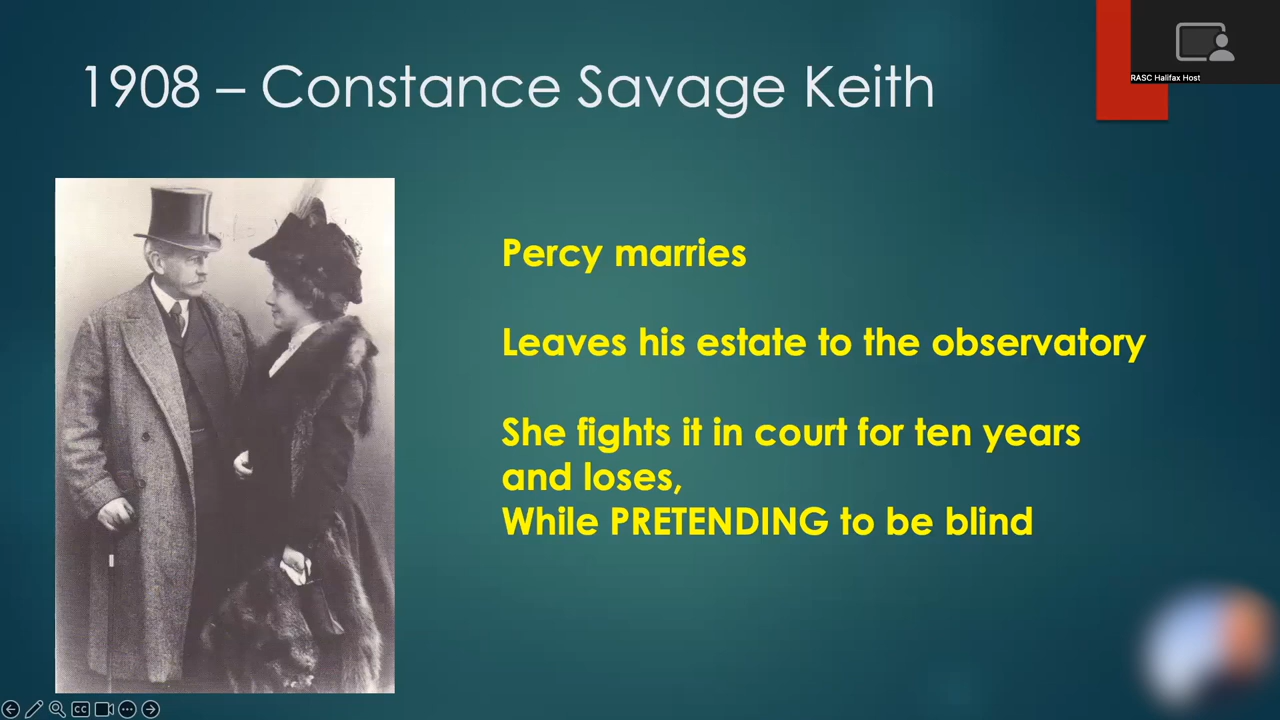 1908 – Constance Savage Keith
RASC Halifax Host
Percy marries
Leaves his estate to the observatory
She fights it in court for ten years
and loses,
While PRETENDING to be blind
CC